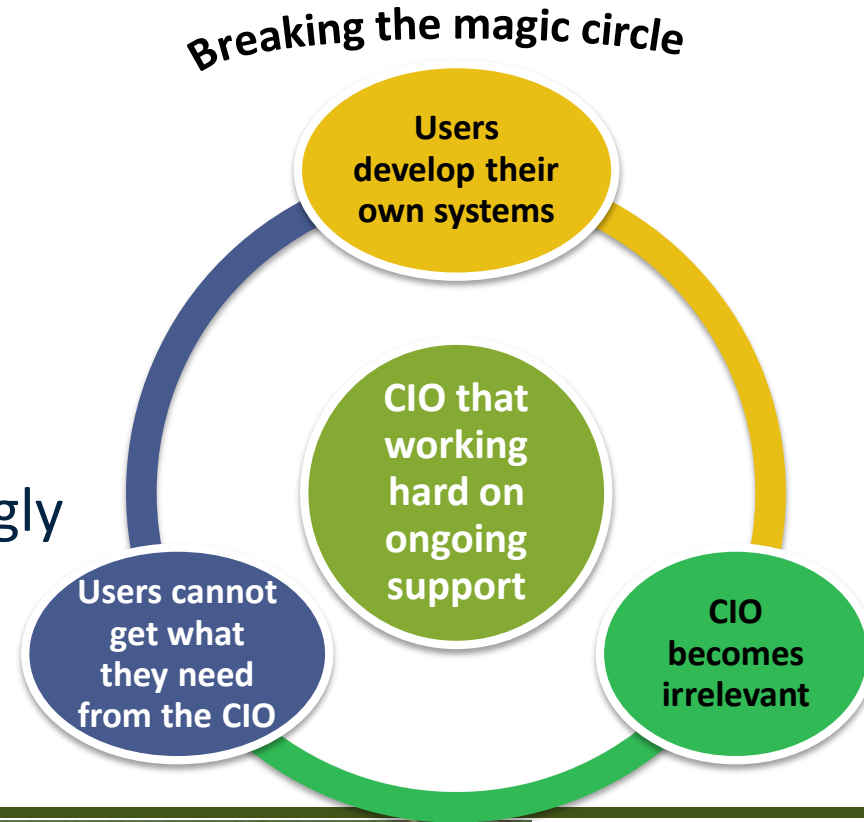 Breaking the magic circle
Users
develop their
own systems
CIO that
working
hard on
ongoing
support
gly
Users cannot
get what
they need
from the CIO
CIO
becomes
irrelevant